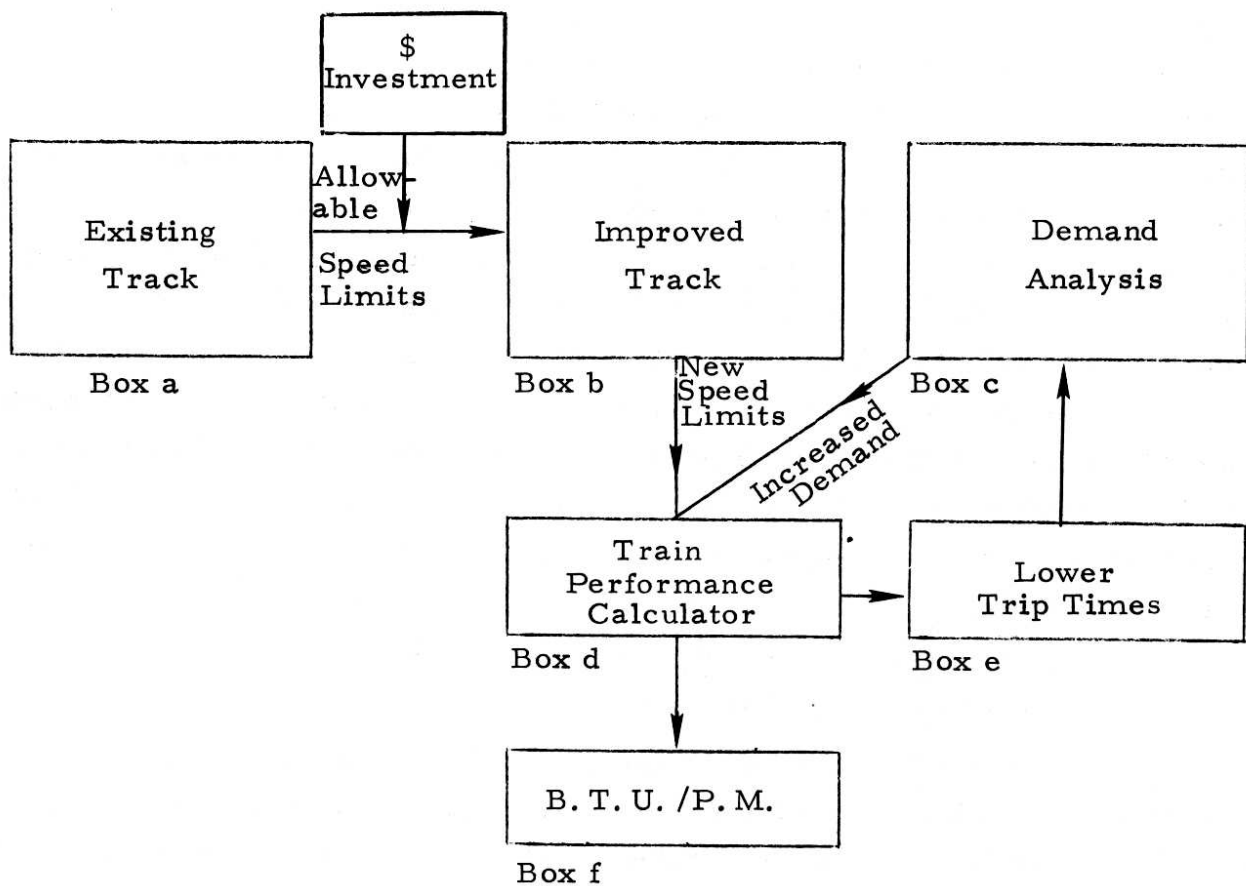 $
Investment
Allow-
able
Speed
Limits
Existing
Track
Box a
Improved
Track
Box b
Demand
Analysis
Box c
New
Speed
Limits
Increased
Demand
Train
Performance
Calculator
Box d
Lower
Trip Times
Box e
B. T. U. /P. M.
Box f